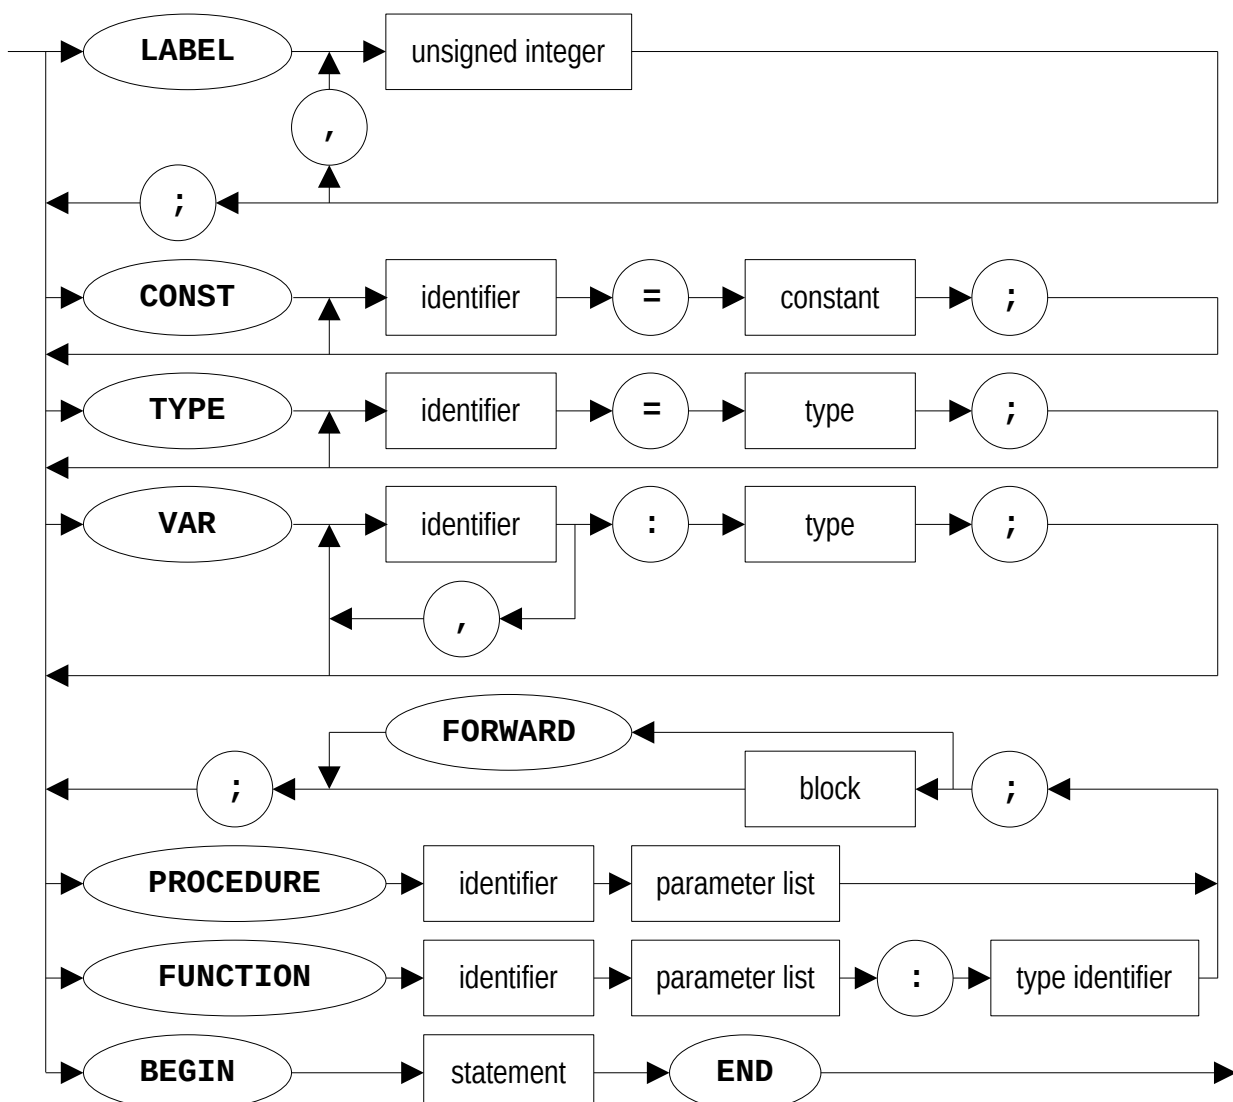 LABEL unsigned integer
,
;
CONST identifier = constant ;
TYPE identifier = type ;
VAR identifier : type ;
,
FORWARD
; block ;
PROCEDURE identifier parameter list
FUNCTION identifier parameter list : type identifier
BEGIN statement END